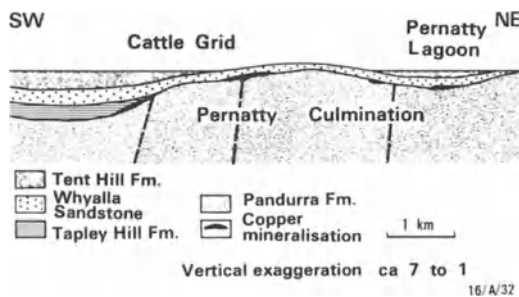 SW
NE
Cattle Grid
Pernatty
Lagoon
Pernatty Culmination
Tent Hill Fm.
Whyalla
Sandstone
Tapley Hill Fm.
Pandurra Fm.
Copper
mineralisation
1 km
Vertical exaggeration ca 7 to 1
16/A/32